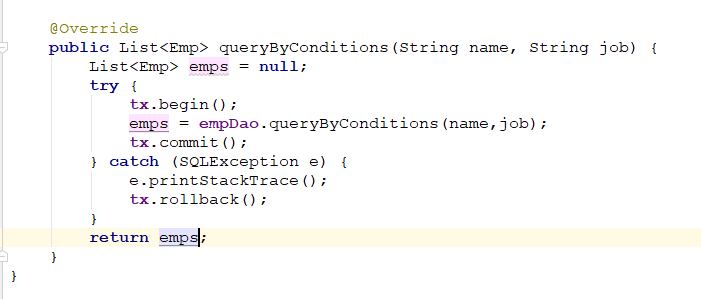 @Override
public List<Emp> queryByConditions(String name, String job) {
List<Emp> emps = null;
try {
tx.begin();
emps = empDao.queryByConditions(name,job);
tx.commit();
} catch (SQLException e) {
e.printStackTrace();
tx.rollback();
}
return emps;
}
}